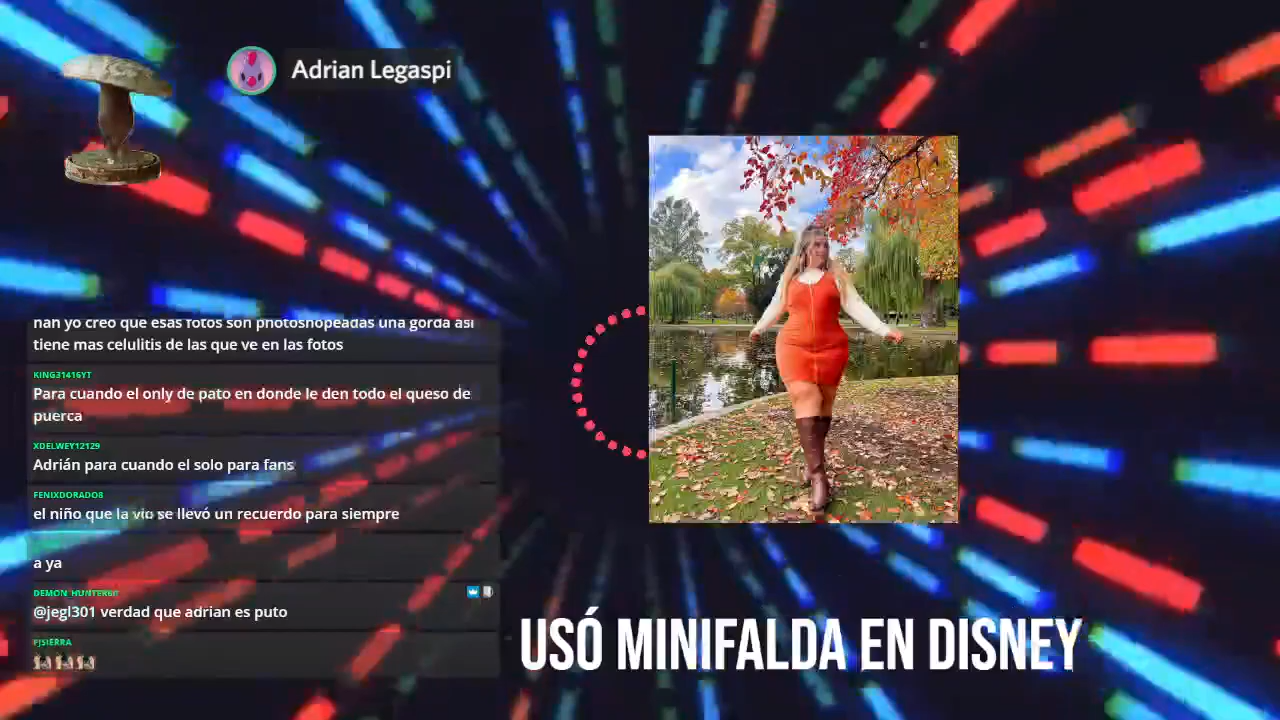 Adrian Legaspi
nah yo creo que esas fotos son photoshopeadas una gorda asi
tiene mas celulitis de las que ve en las fotos
KING31416YT
Para cuando el only de pato en donde le den todo el queso de
puerca
XDELWEY12129
Adrián para cuando el solo para fans
FENIXDORADO8
el niño que la vio se llevó un recuerdo para siempre
a ya
@jegl301 verdad que adrian es puto
FJSIERRA
USÓ MINIFALDA EN DISNEY